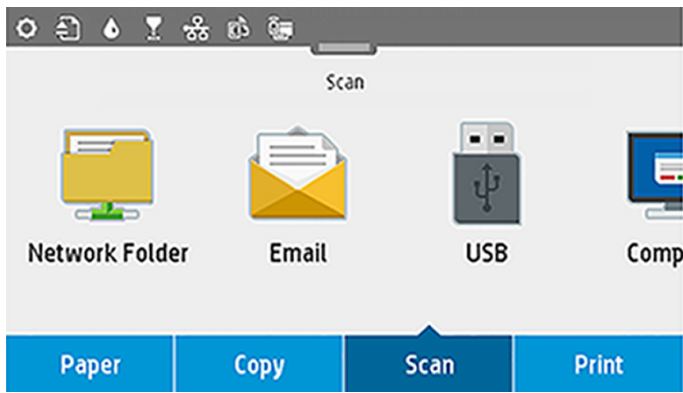 Scan
Network Folder
Email
USB
Comp
Paper
Copy
Scan
Print